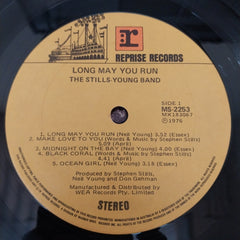 R
REPRISE RECORDS
LONG MAY YOU RUN
THE STILLS-YOUNG BAND
SIDE 1
MS-2253
℗ 1976
1. LONG MAY YOU RUN (Neil Young) 3.52 (Essex)
2. MAKE LOVE TO YOU (Words & Music by Stephen Stills)
5.09 (April)
3. MIDNIGHT ON THE BAY (Neil Young) 4.00 (Essex)
4. BLACK CORAL (Words & Music by Stephen Stills)
4.41 (April)
5. OCEAN GIRL (Neil Young) 3.18 (Essex)
Produced by Stephen Stills,
Neil Young and Don Gehman
Manufactured & Distributed by
WEA Records Pty. Limited